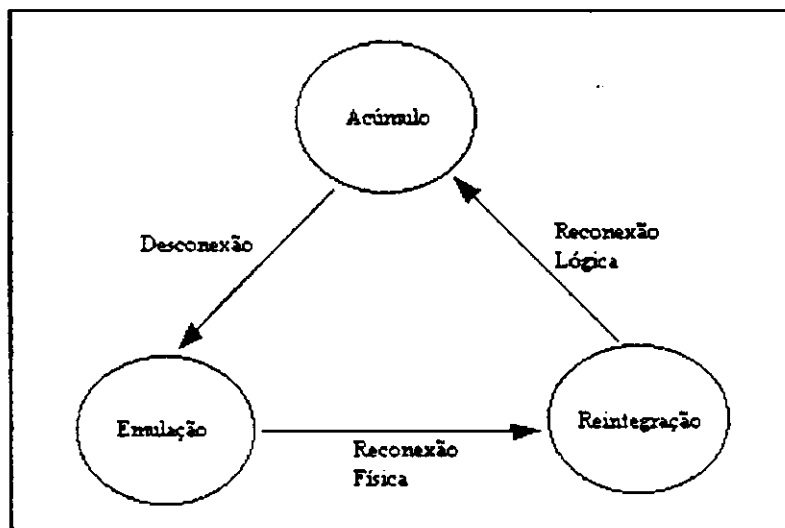 Acúmulo
Desconexão
Reconexão
Lógica
Emulação
Reintegração
Reconexão
Física